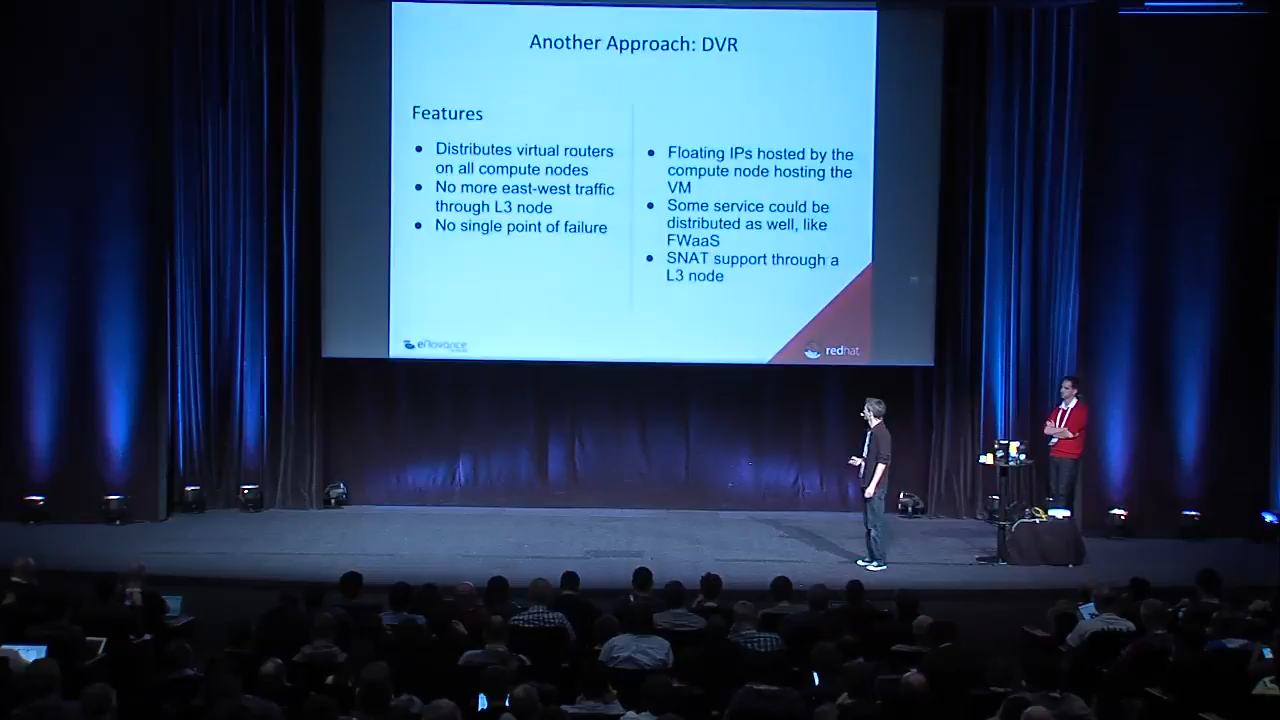 Another Approach: DVR
Features
• Distributes virtual routers
on all compute nodes
• No more east-west traffic
through L3 node
• No single point of failure
• Floating IPs hosted by the
compute node hosting the
VM
• Some service could be
distributed as well, like
FWaaS
• SNAT support through a
L3 node
eNovance
redhat